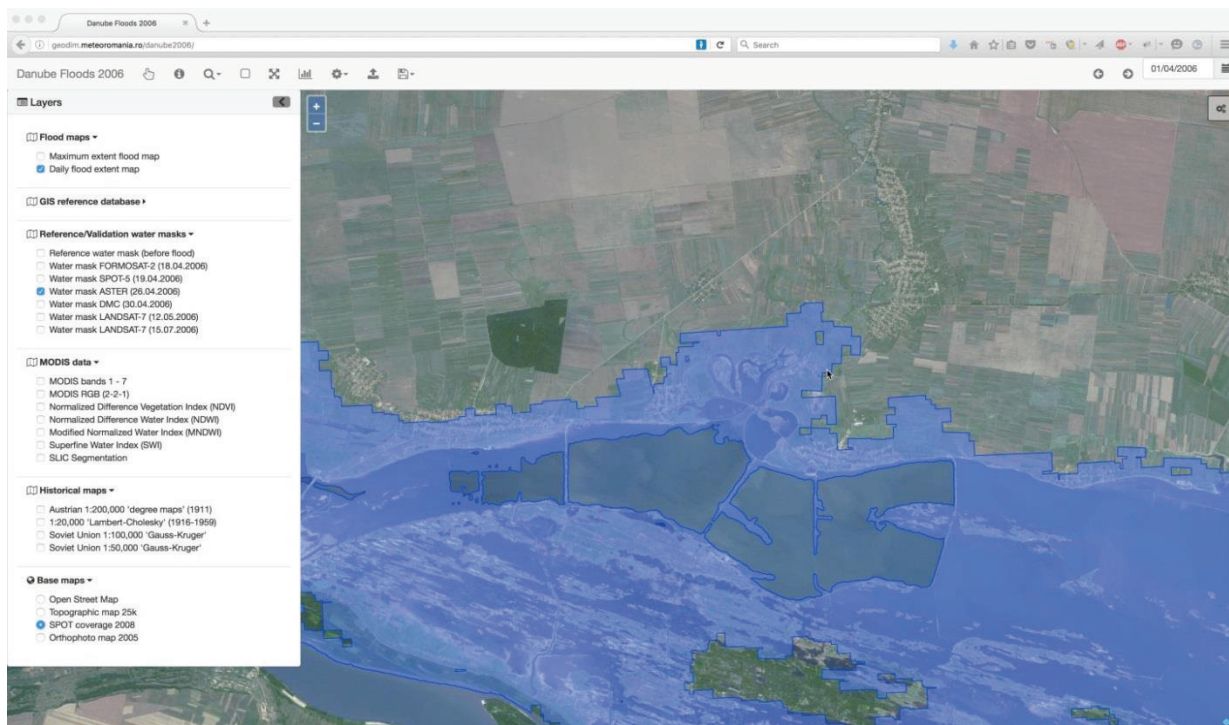 Danube Floods 2006
geodim.meteoromania.ro/danube2006/
Search
ABP
Danube Floods 2006
01/04/2006
Layers
Flood maps
Maximum extent flood map
Daily flood extent map
GIS reference database
Reference/Validation water masks
Reference water mask (before flood)
Water mask FORMOSAT-2 (18.04.2006)
Water mask SPOT-5 (19.04.2006)
Water mask ASTER (26.04.2006)
Water mask DMC (30.04.2006)
Water mask LANDSAT-7 (12.05.2006)
Water mask LANDSAT-7 (15.07.2006)
MODIS data
MODIS bands 1 - 7
MODIS RGB (2-2-1)
Normalized Difference Vegetation Index (NDVI)
Normalized Difference Water Index (NDWI)
Modified Normalized Water Index (MNDWI)
Superfine Water Index (SWI)
SLIC Segmentation
Historical maps
Austrian 1:200,000 'degree maps' (1911)
1:20,000 'Lambert-Cholesky' (1916-1959)
Soviet Union 1:100,000 'Gauss-Kruger'
Soviet Union 1:50,000 'Gauss-Kruger'
Base maps
Open Street Map
Topographic map 25k
SPOT coverage 2008
Orthophoto map 2005